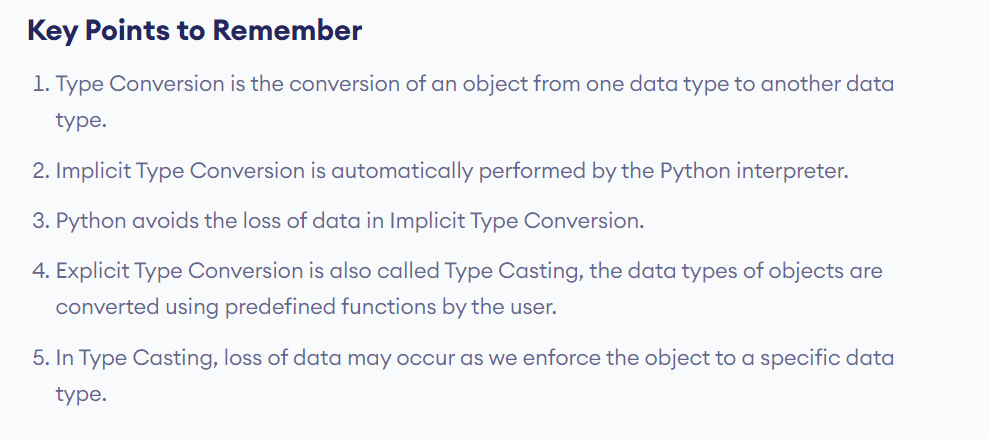 Key Points to Remember
1. Type Conversion is the conversion of an object from one data type to another data
type.
2. Implicit Type Conversion is automatically performed by the Python interpreter.
3. Python avoids the loss of data in Implicit Type Conversion.
4. Explicit Type Conversion is also called Type Casting, the data types of objects are
converted using predefined functions by the user.
5. In Type Casting, loss of data may occur as we enforce the object to a specific data
type.